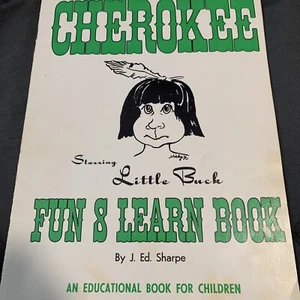 CHEROKEE
Starring
Little Buck
FUN & LEARN BOOK
By J. Ed. Sharpe
AN EDUCATIONAL BOOK FOR CHILDREN